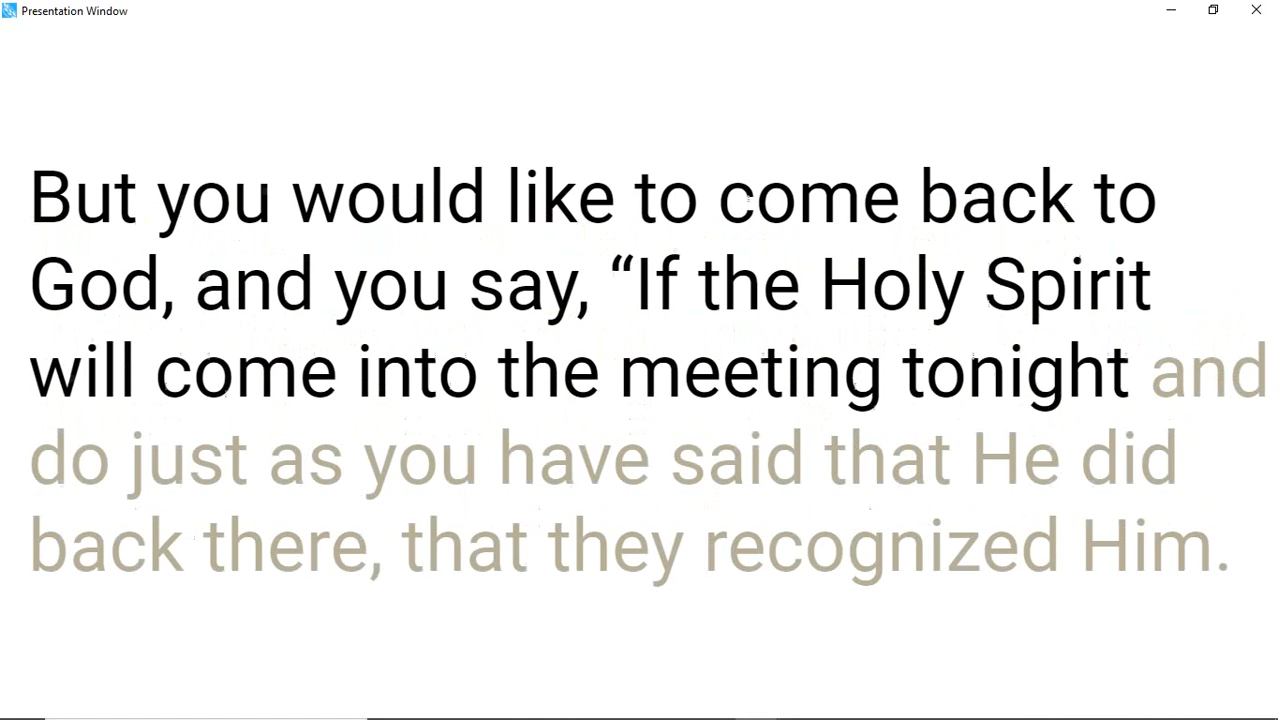 Presentation Window
But you would like to come back to
God, and you say, “If the Holy Spirit
will come into the meeting tonight and
do just as you have said that He did
back there, that they recognized Him.